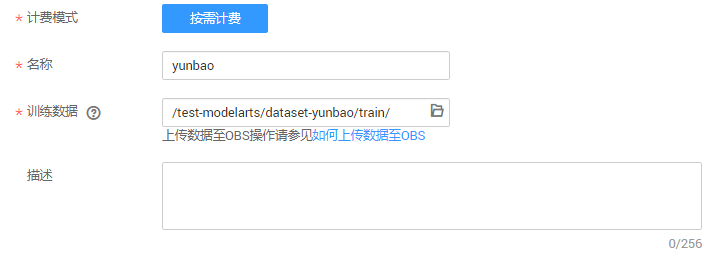 * 计费模式 按需计费
* 名称 yunbao
* 训练数据 ? /test-modelarts/dataset-yunbao/train/
上传数据至OBS操作请参见如何上传数据至OBS
描述
0/256